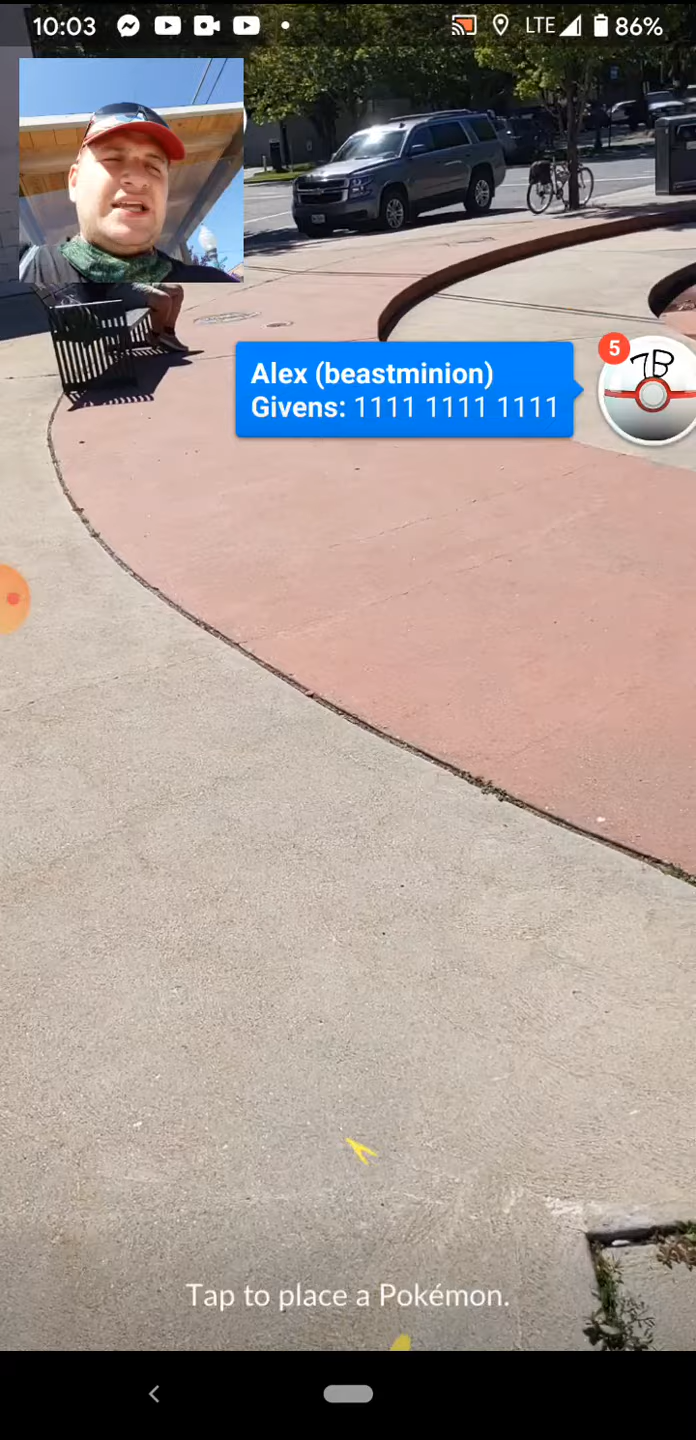 10:03
LTE
86%
5
7B
Alex (beastminion)
Givens: 1111 1111 1111
Tap to place a Pokémon.